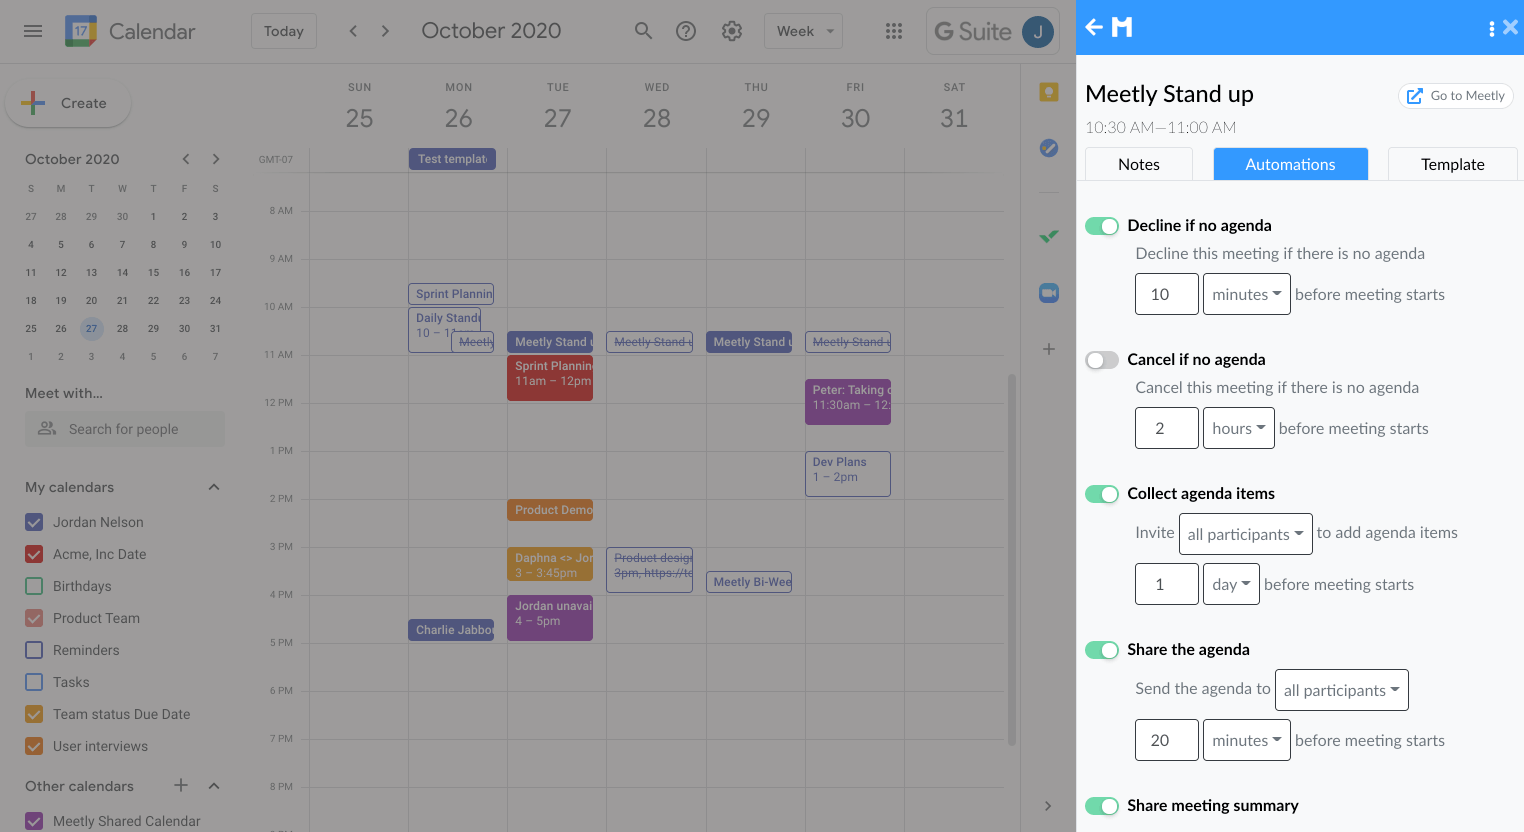 17 Calendar Today October 2020 Week G Suite J
Create
SUN MON TUE WED THU FRI SAT
25 26 27 28 29 30 31
October 2020
S M T W T F S
27 28 29 30 1 2 3
4 5 6 7 8 9 10
11 12 13 14 15 16 17
18 19 20 21 22 23 24
25 26 27 28 29 30 31
1 2 3 4 5 6 7
Meet with...
Search for people
My calendars
Jordan Nelson
Acme, Inc Date
Birthdays
Product Team
Reminders
Tasks
Team status Due Date
User interviews
Other calendars
Meetly Shared Calendar
GMT-07
Test templat
8 AM
9 AM
10 AM
11 AM
12 PM
1 PM
2 PM
3 PM
4 PM
5 PM
6 PM
7 PM
8 PM
Sprint Plannin
Daily Stand
10 – 11
Meetly
Charlie Jabbo
Meetly Stand u
Sprint Plannin
11am – 12pm
Product Demo
Daphna <> Jor
3 – 3:45pm
Jordan unavai
4 – 5pm
Meetly Stand u
Product desig
3pm, https://to
Meetly Stand u
Meetly Bi-Wee
Meetly Stand u
Peter: Taking c
11:30am – 12:
Dev Plans
1 – 2pm
M
Meetly Stand up
Go to Meetly
10:30 AM—11:00 AM
Notes Automations Template
Decline if no agenda
Decline this meeting if there is no agenda
10 minutes before meeting starts
Cancel if no agenda
Cancel this meeting if there is no agenda
2 hours before meeting starts
Collect agenda items
Invite all participants to add agenda items
1 day before meeting starts
Share the agenda
Send the agenda to all participants
20 minutes before meeting starts
Share meeting summary